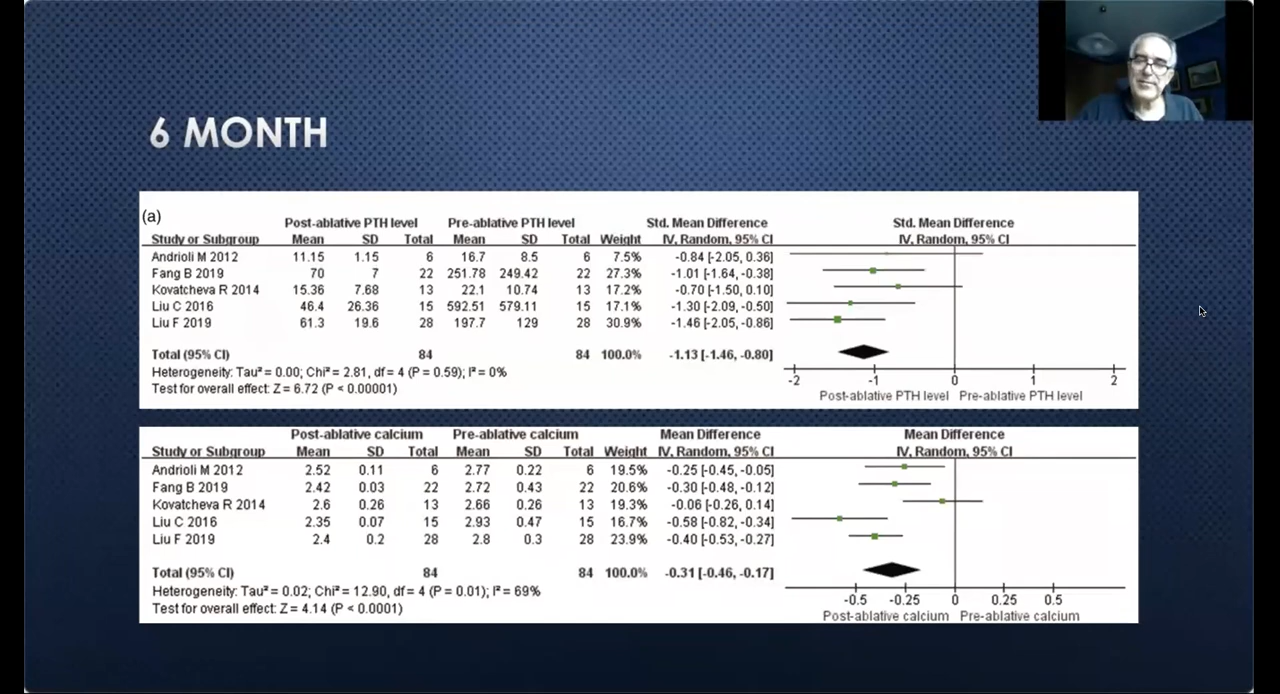 6 MONTH
(a)
Post-ablative PTH level Pre-ablative PTH level Std. Mean Difference Std. Mean Difference
Study or Subgroup Mean SD Total Mean SD Total Weight IV, Random, 95% CI IV, Random, 95% CI
Andrioli M 2012 11.15 1.15 6 16.7 8.5 6 7.5% -0.84 [-2.05, 0.36]
Fang B 2019 70 7 22 251.78 249.42 22 27.3% -1.01 [-1.64, -0.38]
Kovatcheva R 2014 15.36 7.68 13 22.1 10.74 13 17.2% -0.70 [-1.50, 0.10]
Liu C 2016 46.4 26.36 15 592.51 579.11 15 17.1% -1.30 [-2.09, -0.50]
Liu F 2019 61.3 19.6 28 197.7 129 28 30.9% -1.46 [-2.05, -0.86]
Total (95% CI) 84 84 100.0% -1.13 [-1.46, -0.80]
Heterogeneity: Tau² = 0.00; Chi² = 2.81, df = 4 (P = 0.59); I² = 0%
Test for overall effect: Z = 6.72 (P < 0.00001)
-2 -1 0 1 2
Post-ablative PTH level Pre-ablative PTH level
Post-ablative calcium Pre-ablative calcium Mean Difference Mean Difference
Study or Subgroup Mean SD Total Mean SD Total Weight IV, Random, 95% CI IV, Random, 95% CI
Andrioli M 2012 2.52 0.11 6 2.77 0.22 6 19.5% -0.25 [-0.45, -0.05]
Fang B 2019 2.42 0.03 22 2.72 0.43 22 20.6% -0.30 [-0.48, -0.12]
Kovatcheva R 2014 2.6 0.26 13 2.66 0.26 13 19.3% -0.06 [-0.26, 0.14]
Liu C 2016 2.35 0.07 15 2.93 0.47 15 16.7% -0.58 [-0.82, -0.34]
Liu F 2019 2.4 0.2 28 2.8 0.3 28 23.9% -0.40 [-0.53, -0.27]
Total (95% CI) 84 84 100.0% -0.31 [-0.46, -0.17]
Heterogeneity: Tau² = 0.02; Chi² = 12.90, df = 4 (P = 0.01); I² = 69%
Test for overall effect: Z = 4.14 (P < 0.0001)
-0.5 -0.25 0 0.25 0.5
Post-ablative calcium Pre-ablative calcium